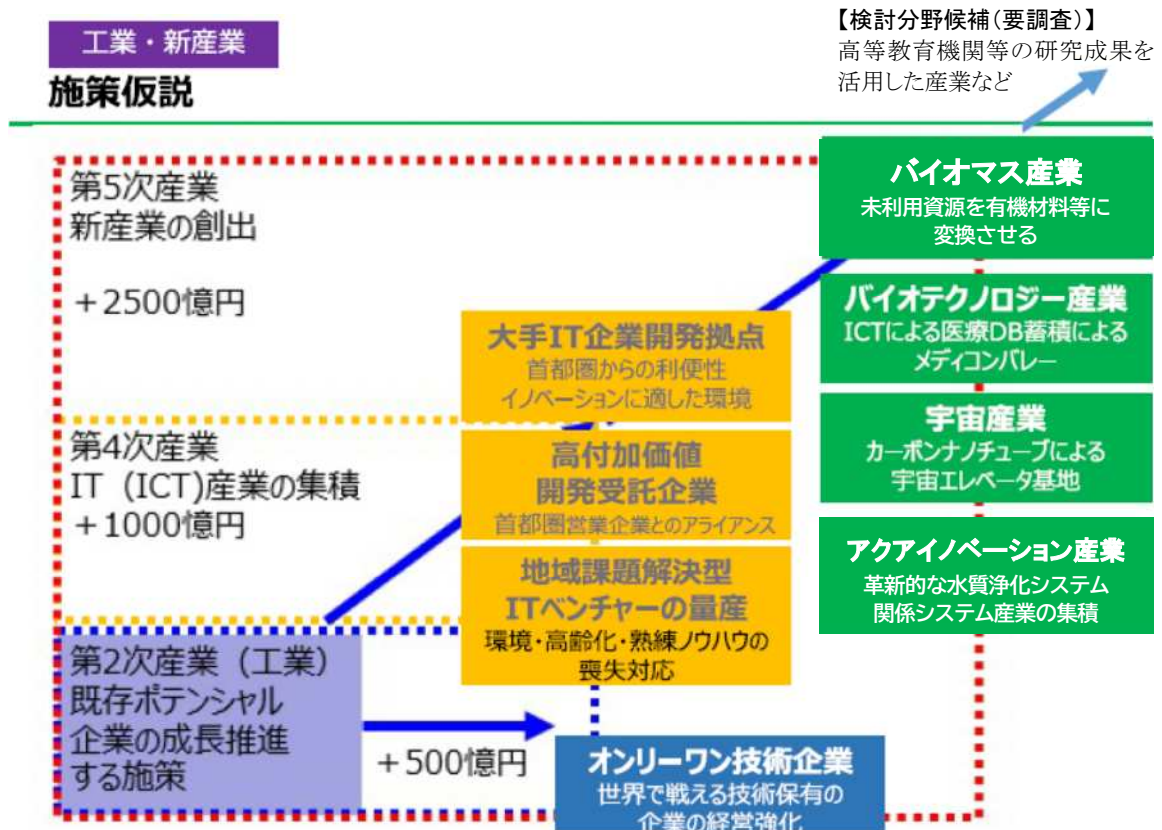 工業・新産業
施策仮説
【検討分野候補(要調査)】
高等教育機関等の研究成果を
活用した産業など
第5次産業
新産業の創出
+2500憶円
第4次産業
IT (ICT)産業の集積
+1000憶円
第2次産業（工業）
既存ポテンシャル
企業の成長推進
する施策
+500憶円
大手IT企業開発拠点
首都圏からの利便性
イノベーションに適した環境
高付加価値
開発受託企業
首都圏営業企業とのアライアンス
地域課題解決型
ITベンチャーの量産
環境・高齢化・熟練ノウハウの
喪失対応
オンリーワン技術企業
世界で戦える技術保有の
企業の経営強化
バイオマス産業
未利用資源を有機材料等に
変換させる
バイオテクノロジー産業
ICTによる医療DB蓄積による
メディコンバレー
宇宙産業
カーボンナノチューブによる
宇宙エレベータ基地
アクアイノベーション産業
革新的な水質浄化システム
関係システム産業の集積